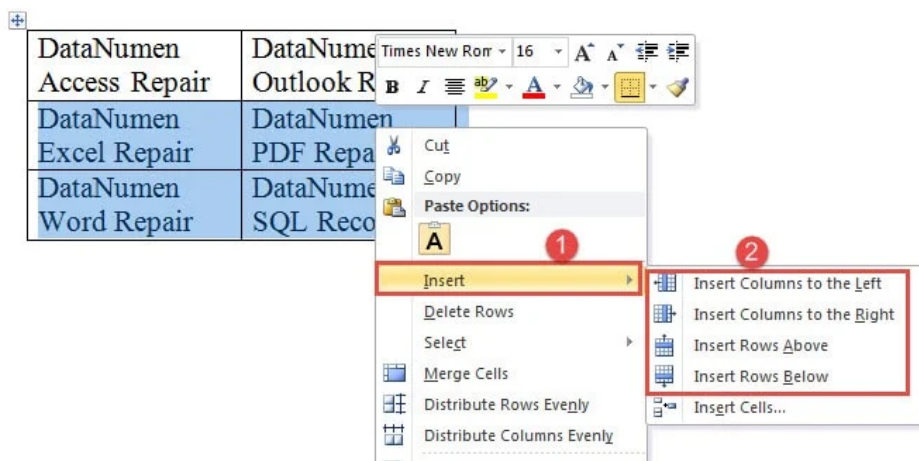 DataNumen
Access Repair
DataNume
Outlook R
Times New Rom
16
A A
B I A
DataNumen
Excel Repair
DataNumen
PDF Repa
DataNumen
Word Repair
DataNume
SQL Reco
Cut
Copy
Paste Options:
A
1
Insert
Delete Rows
Select
Merge Cells
Distribute Rows Evenly
Distribute Columns Evenly
2
Insert Columns to the Left
Insert Columns to the Right
Insert Rows Above
Insert Rows Below
Insert Cells...